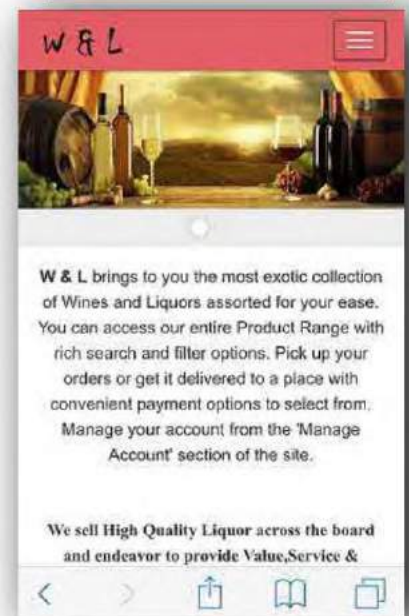 W & L
W & L brings to you the most exotic collection
of Wines and Liquors assorted for your ease.
You can access our entire Product Range with
rich search and filter options. Pick up your
orders or get it delivered to a place with
convenient payment options to select from.
Manage your account from the 'Manage
Account' section of the site.
We sell High Quality Liquor across the board
and endeavor to provide Value,Service &